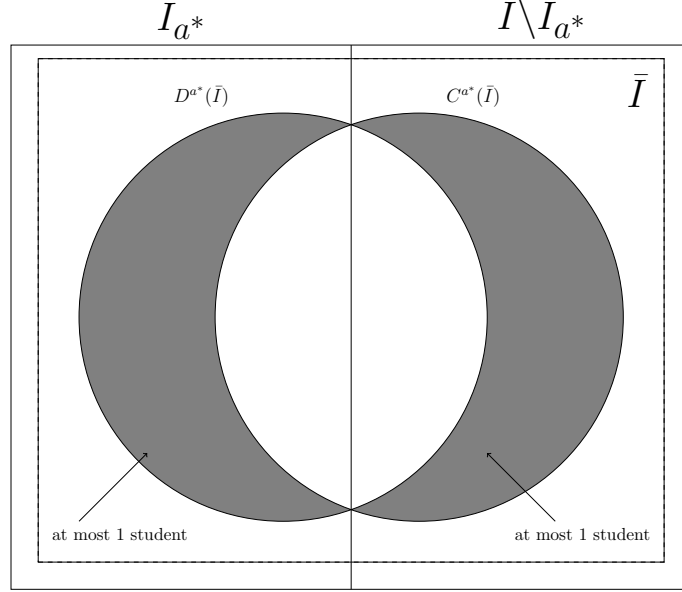 I_{a*} I\I_{a*}
D^{a*}(Ī) C^{a*}(Ī) Ī
at most 1 student at most 1 student